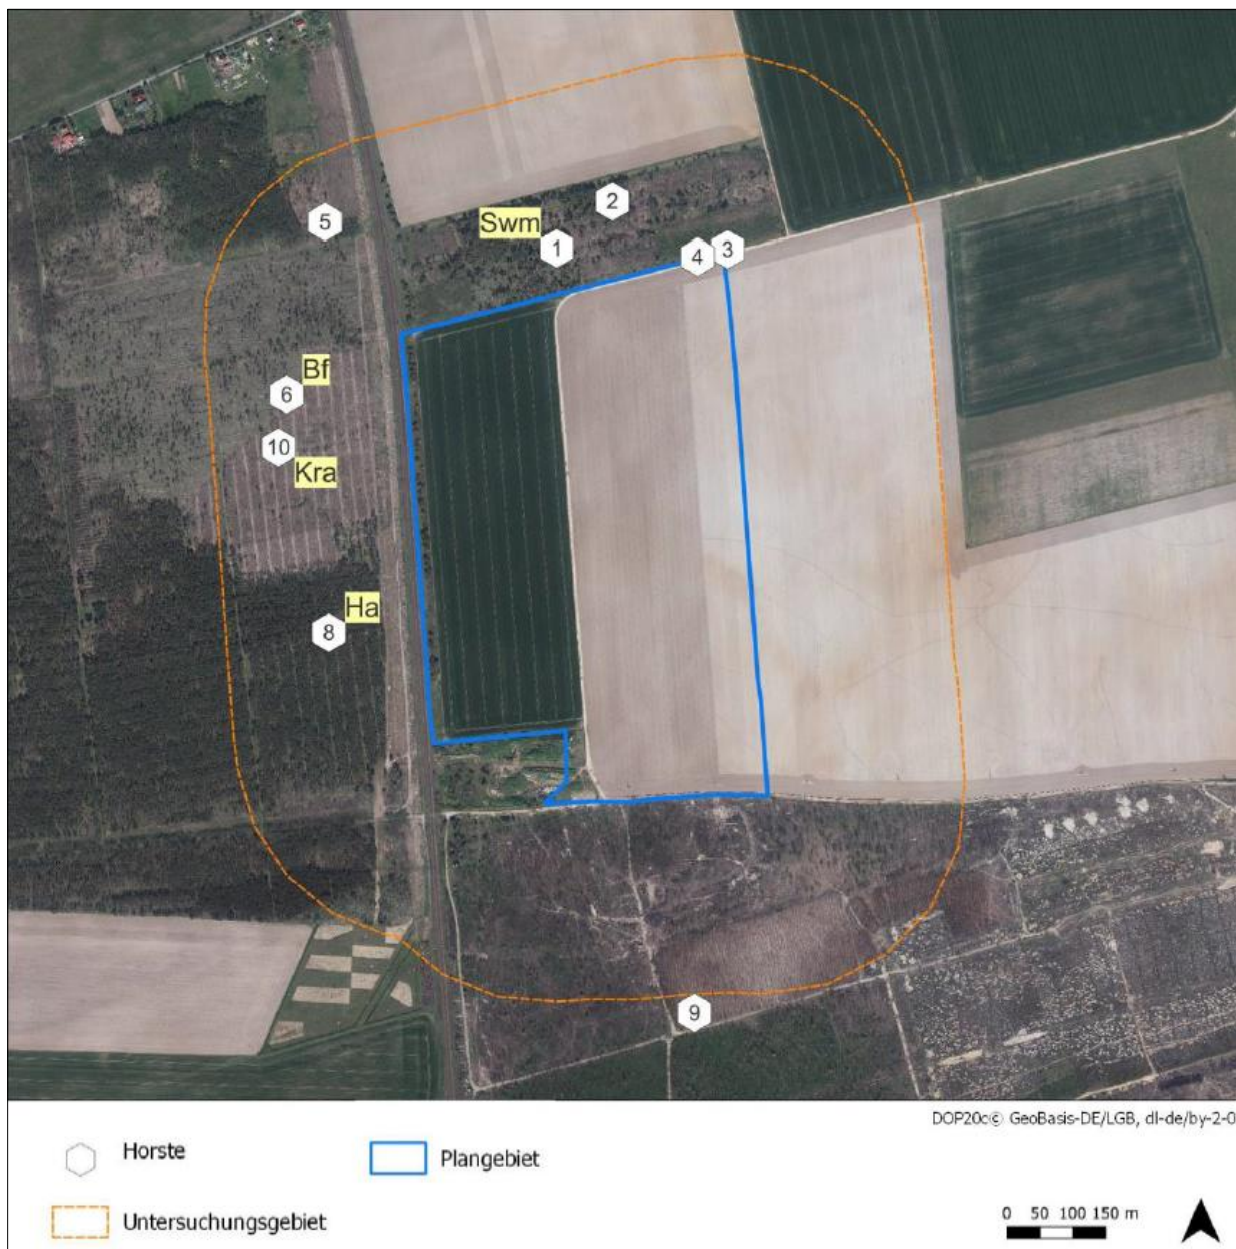 2
Swm
5
1
4
3
Bf
6
10
Kra
Ha
8
9
DOP20c© GeoBasis-DE/LGB, dl-de/by-2-0
Horste
Plangebiet
Untersuchungsgebiet
0 50 100 150 m